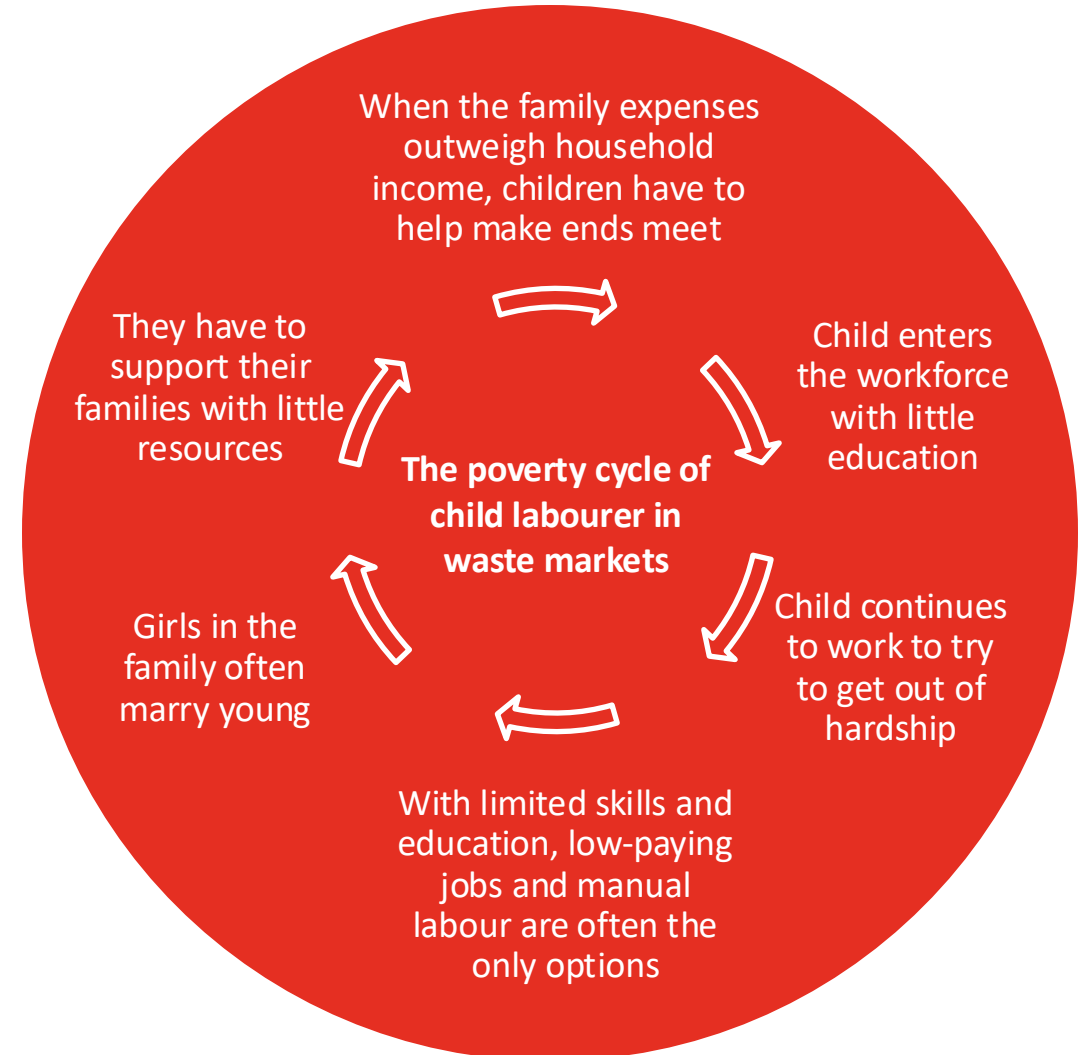 When the family expenses
outweigh household
income, children have to
help make ends meet
Child enters
the workforce
with little
education
Child continues
to work to try
to get out of
hardship
With limited skills and
education, low-paying
jobs and manual
labour are often the
only options
Girls in the
family often
marry young
They have to
support their
families with little
resources
The poverty cycle of
child labourer in
waste markets